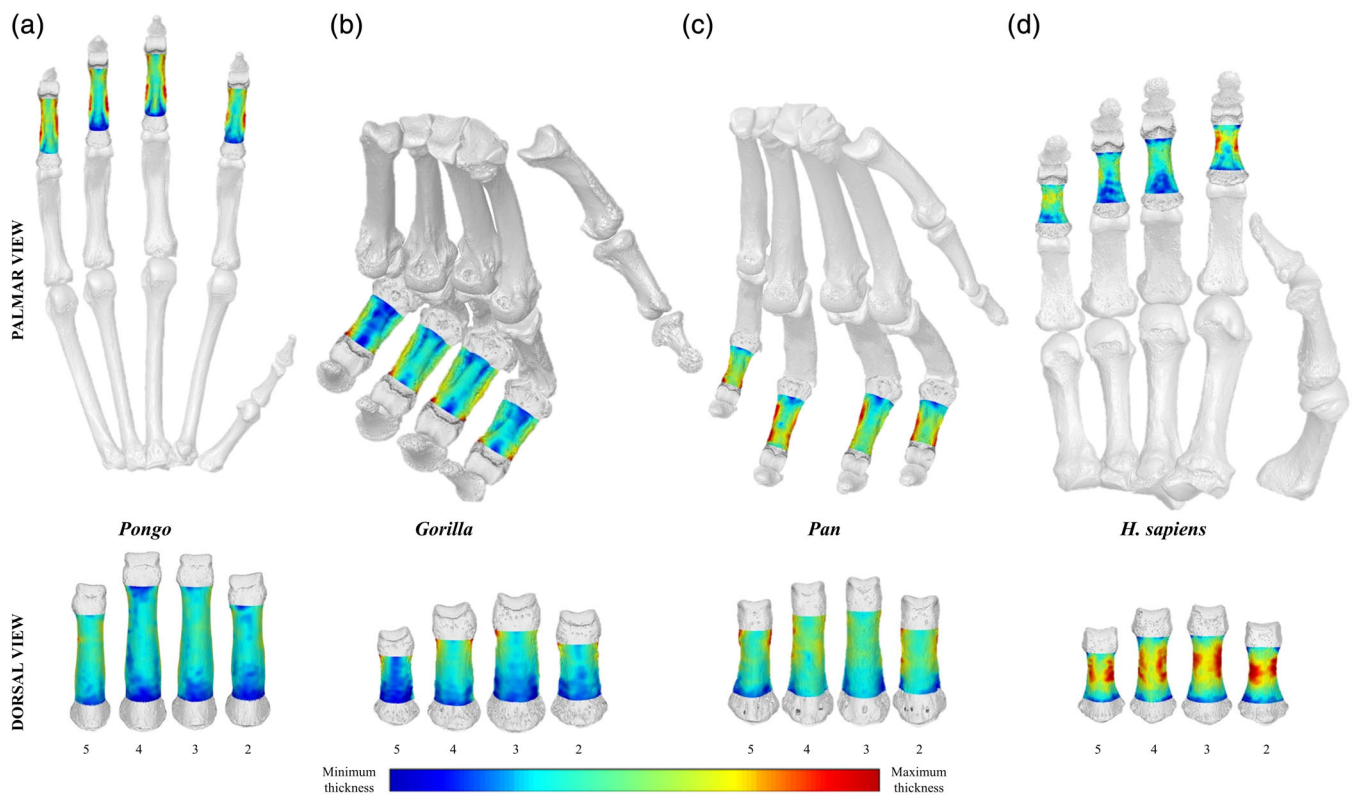 (a)
(b)
(c)
(d)
PALMAR VIEW
Pongo
Gorilla
Pan
H. sapiens
DORSAL VIEW
5 4 3 2
5 4 3 2
5 4 3 2
5 4 3 2
Minimum
thickness
Maximum
thickness